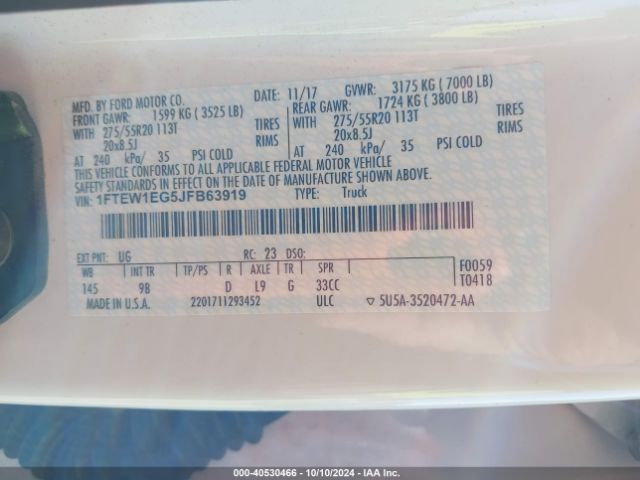 MFD. BY FORD MOTOR CO. DATE: 11/17 GVWR: 3175 KG ( 7000 LB)
FRONT GAWR: 1599 KG ( 3525 LB) REAR GAWR: 1724 KG ( 3800 LB)
WITH 275/55R20 113T TIRES WITH 275/55R20 113T TIRES
20x8.5J RIMS 20x8.5J RIMS
AT 240 kPa/ 35 PSI COLD AT 240 kPa/ 35 PSI COLD
THIS VEHICLE CONFORMS TO ALL APPLICABLE FEDERAL MOTOR VEHICLE
SAFETY STANDARDS IN EFFECT ON THE DATE OF MANUFACTURE SHOWN ABOVE.
VIN: 1FTEW1EG5JFB63919 TYPE: Truck
EXT PNT: UG RC: 23 DSO:
WB INT TR TP/PS R AXLE TR SPR F0059
145 9B D L9 G 33CC T0418
MADE IN U.S.A. 2201711293452 ULC ▽ 5U5A-3520472-AA
000-40530466 - 10/10/2024 - IAA Inc.